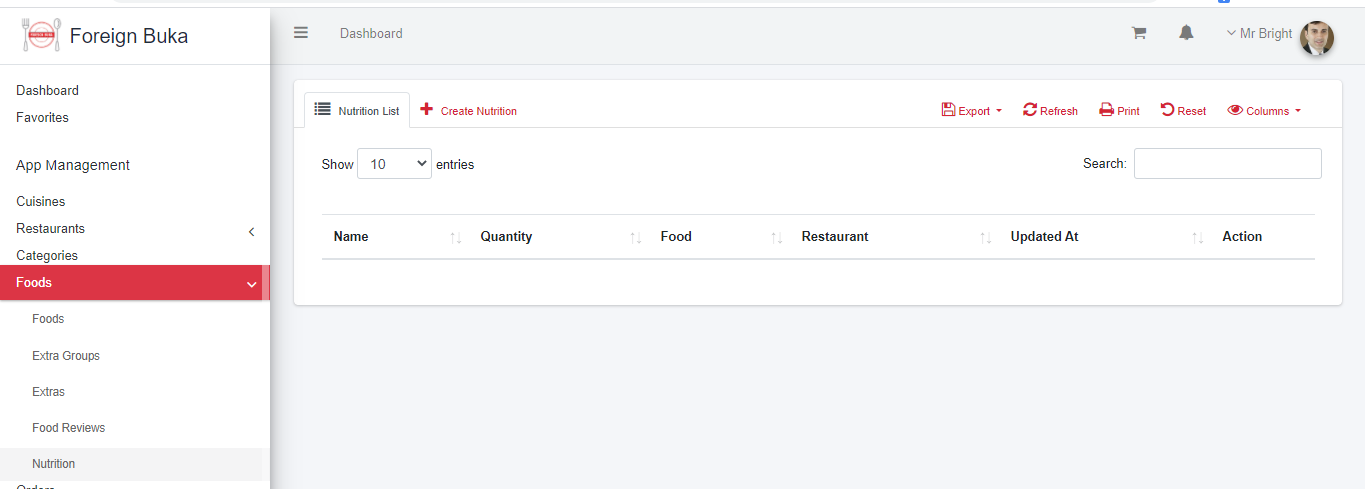 Foreign Buka
Dashboard
Mr Bright
Dashboard
Favorites
App Management
Cuisines
Restaurants
Categories
Foods
Foods
Extra Groups
Extras
Food Reviews
Nutrition
Orders
Nutrition List
Create Nutrition
Export
Refresh
Print
Reset
Columns
Show 10 entries
Search:
Name Quantity Food Restaurant Updated At Action